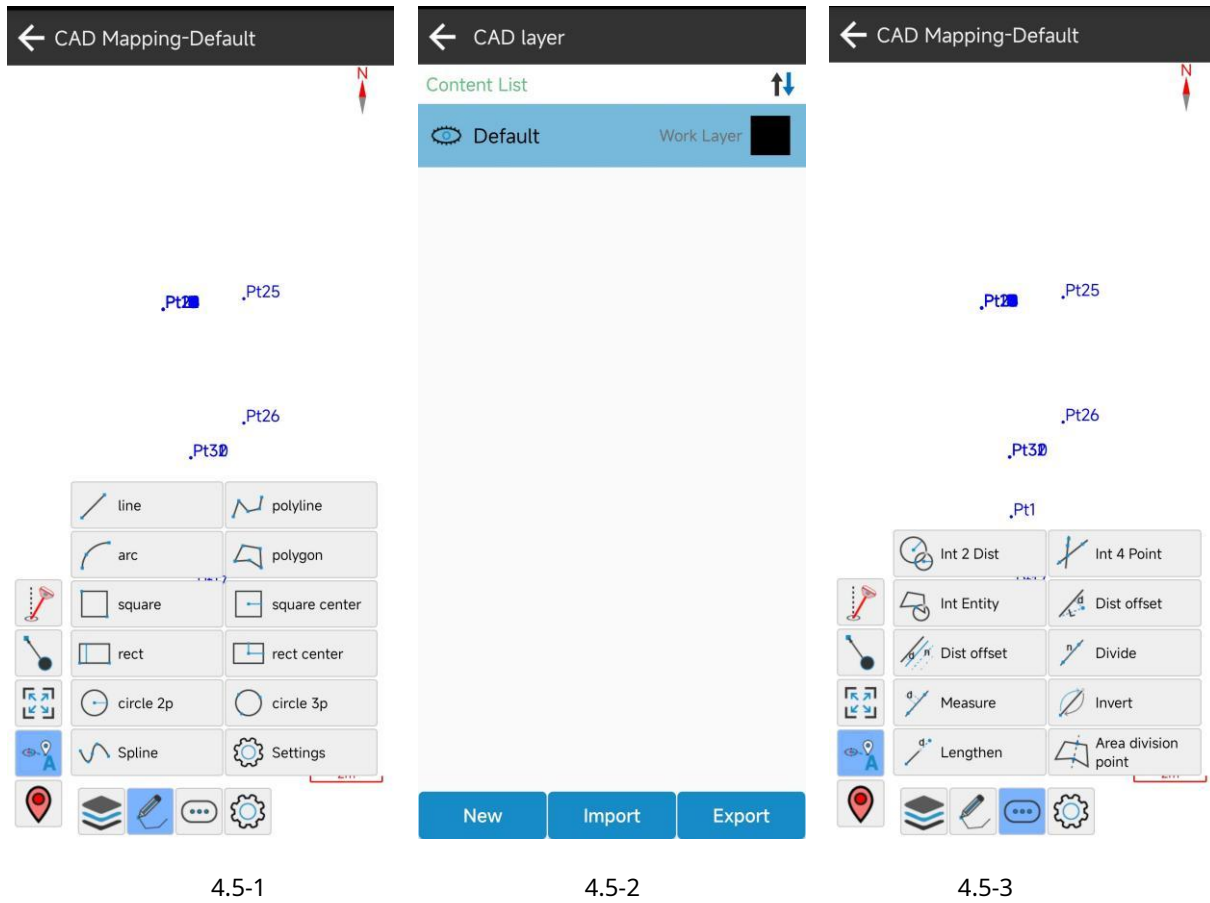 CAD Mapping-Default
N
Pt25
Pt26
line
polyline
arc
polygon
square
square center
rect
rect center
circle 2p
circle 3p
Spline
Settings
A
CAD layer
Content List
Default
Work Layer
New
Import
Export
CAD Mapping-Default
N
Pt25
Pt26
Pt1
Int 2 Dist
Int 4 Point
Int Entity
Dist offset
Dist offset
Divide
Measure
Invert
Lengthen
Area division
point
A
4.5-1
4.5-2
4.5-3